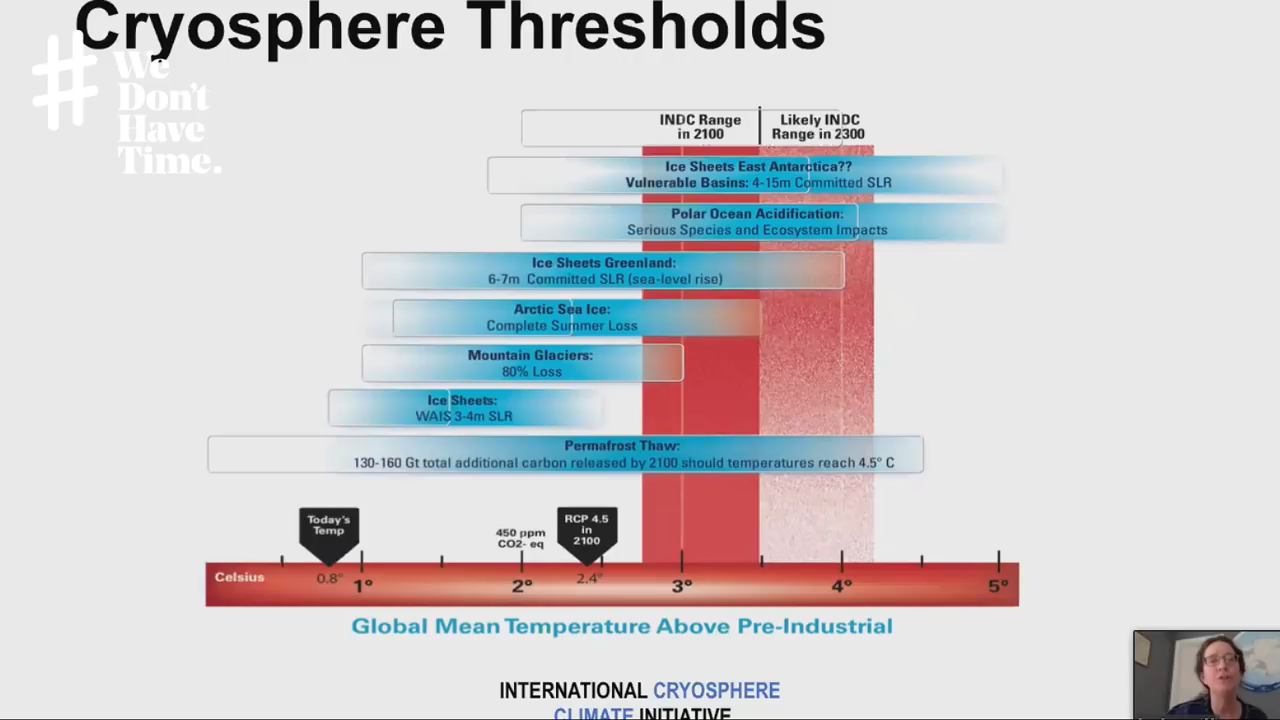 Cryosphere Thresholds
#
We
Don't
Have
Time.
INDC Range
in 2100
Likely INDC
Range in 2300
Ice Sheets East Antarctica??
Vulnerable Basins: 4-15m Committed SLR
Polar Ocean Acidification:
Serious Species and Ecosystem Impacts
Ice Sheets Greenland:
6-7m Committed SLR (sea-level rise)
Arctic Sea Ice:
Complete Summer Loss
Mountain Glaciers:
80% Loss
Ice Sheets:
WAIS 3-4m SLR
Permafrost Thaw:
130-160 Gt total additional carbon released by 2100 should temperatures reach 4.5° C
Today's
Temp
450 ppm
CO2- eq
RCP 4.5
in
2100
Celsius 0.8° 1° 2° 2.4° 3° 4° 5°
Global Mean Temperature Above Pre-Industrial
INTERNATIONAL CRYOSPHERE
CLIMATE INITIATIVE